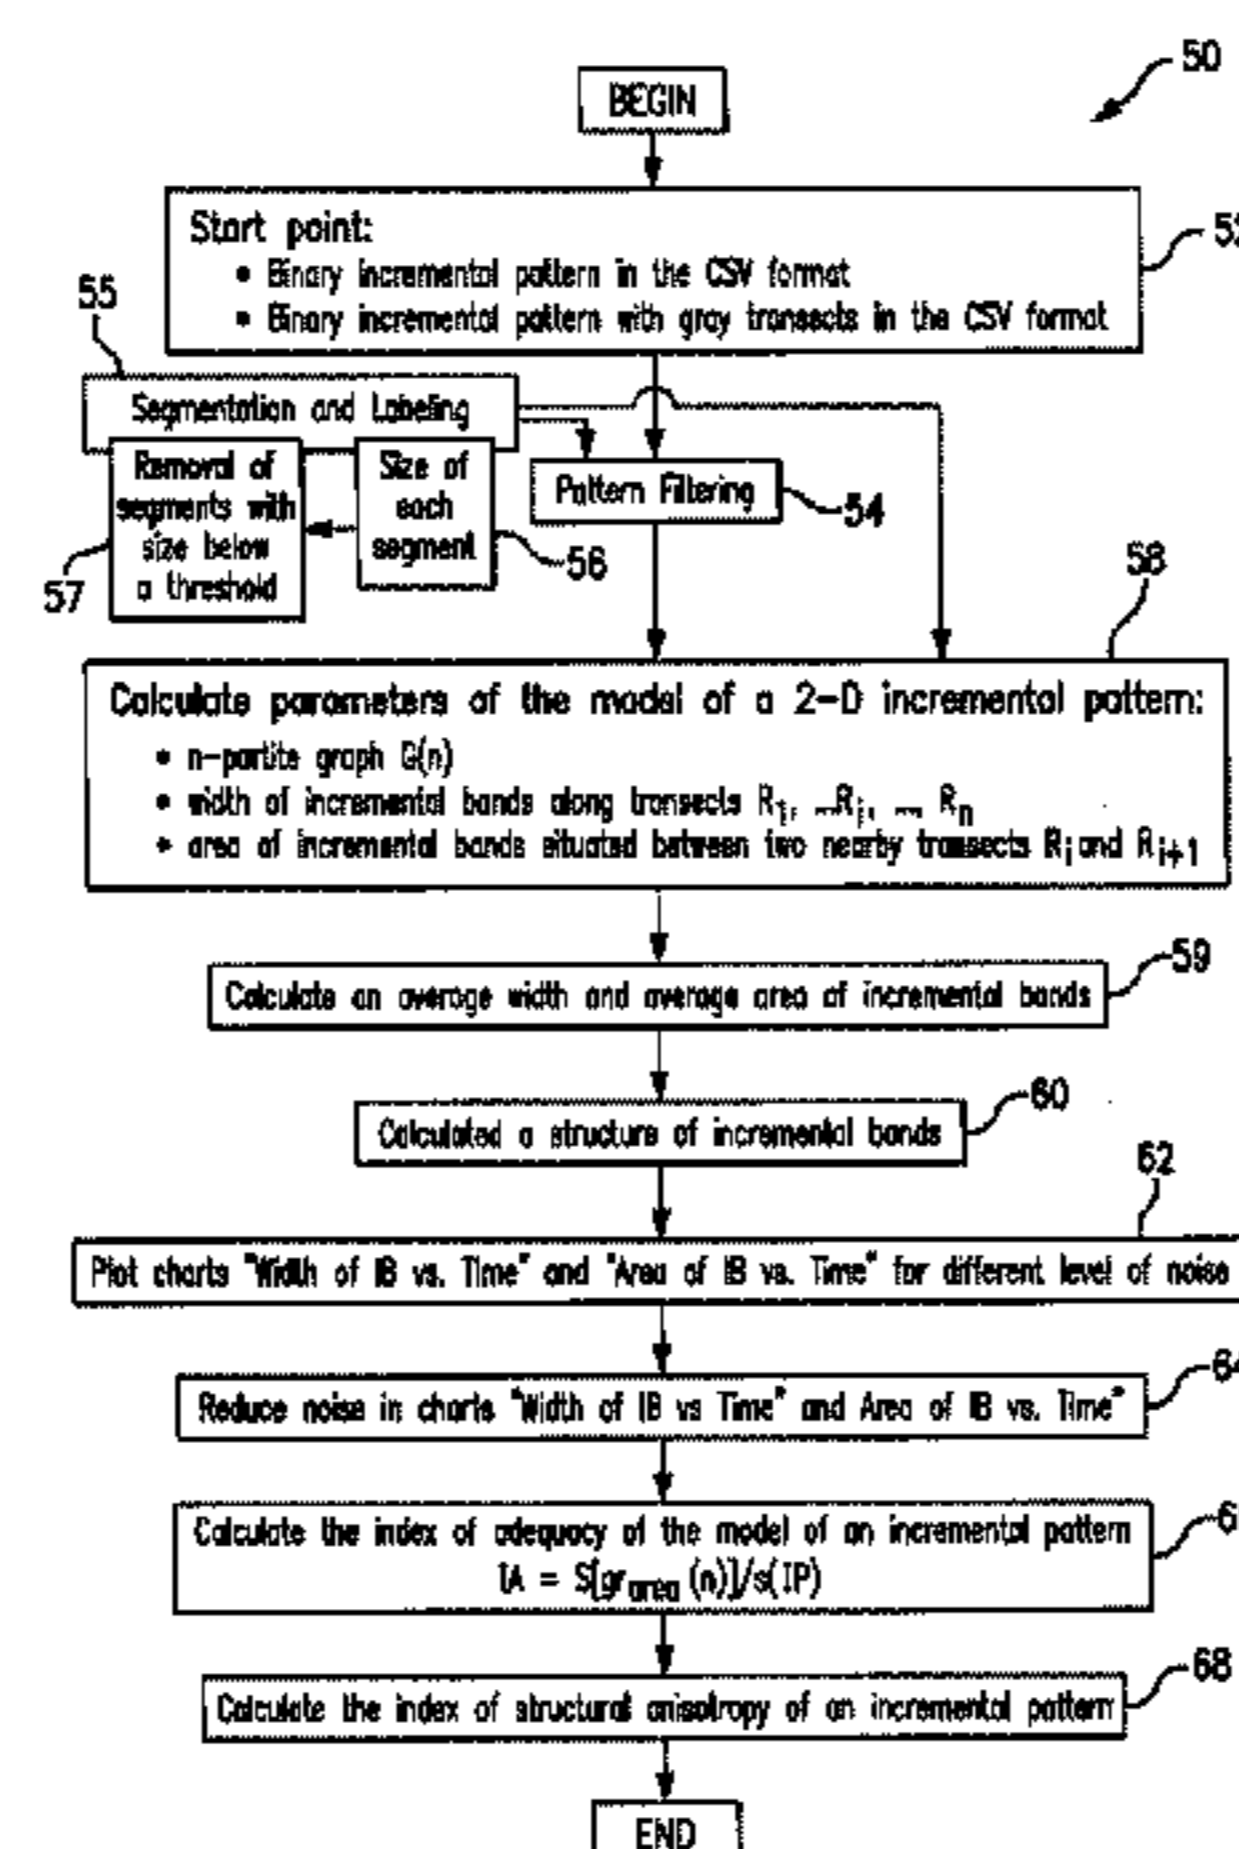 50
BEGIN
Start point:
• Binary incremental pattern in the CSV format
• Binary incremental pattern with gray transects in the CSV format
55
Segmentation and Labeling
Removal of
segments with
size below
a threshold
57
Size of
each
segment
56
Pattern Filtering
54
58
Calculate parameters of the model of a 2-D incremental pattern:
• n-partite graph G(n)
• width of incremental bands along transects R1, ...Ri, ... Rn
• area of incremental bands situated between two nearby transects Ri and Ri+1
Calculate an average width and average area of incremental bands
59
Calculated a structure of incremental bands
60
62
Plot charts "Width of IB vs. Time" and "Area of IB vs. Time" for different level of noise
Reduce noise in charts "Width of IB vs Time" and Area of IB vs. Time"
Calculate the index of adequacy of the model of an incremental pattern
IA = S[gr area (n)]/s(IP)
Calculate the index of structural anisotropy of an incremental pattern
68
END